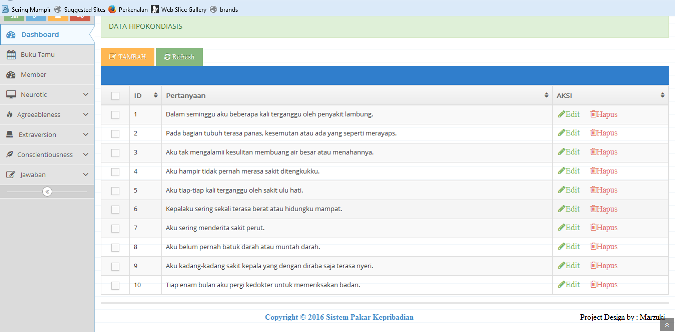 Sering Mampir Suggested Sites Perkenalan Web Slice Gallery brands
DATA HIPOKONDIASIS
Dashboard
Buku Tamu
Member
Neurotic
Agreeableness
Extraversion
Conscientiousness
Jawaban
TAMBAH Refresh
ID Pertanyaan AKSI
1 Dalam seminggu aku beberapa kali terganggu oleh penyakit lambung. Edit Hapus
2 Pada bagian tubuh terasa panas, kesemutan atau ada yang seperti merayaps. Edit Hapus
3 Aku tak mengalami kesulitan membuang air besar atau menahannya. Edit Hapus
4 Aku hampir tidak pernah merasa sakit ditengkukku. Edit Hapus
5 Aku tiap-tiap kali terganggu oleh sakit ulu hati. Edit Hapus
6 Kepalaku sering sekali terasa berat atau hidungku mampat. Edit Hapus
7 Aku sering menderita sakit perut. Edit Hapus
8 Aku belum pernah batuk darah atau muntah darah. Edit Hapus
9 Aku kadang-kadang sakit kepala yang dengan diraba saja terasa nyeri. Edit Hapus
10 Tiap enam bulan aku pergi kedokter untuk memeriksakan badan. Edit Hapus
Copyright © 2016 Sistem Pakar Kepribadian
Project Design by : Marzuki